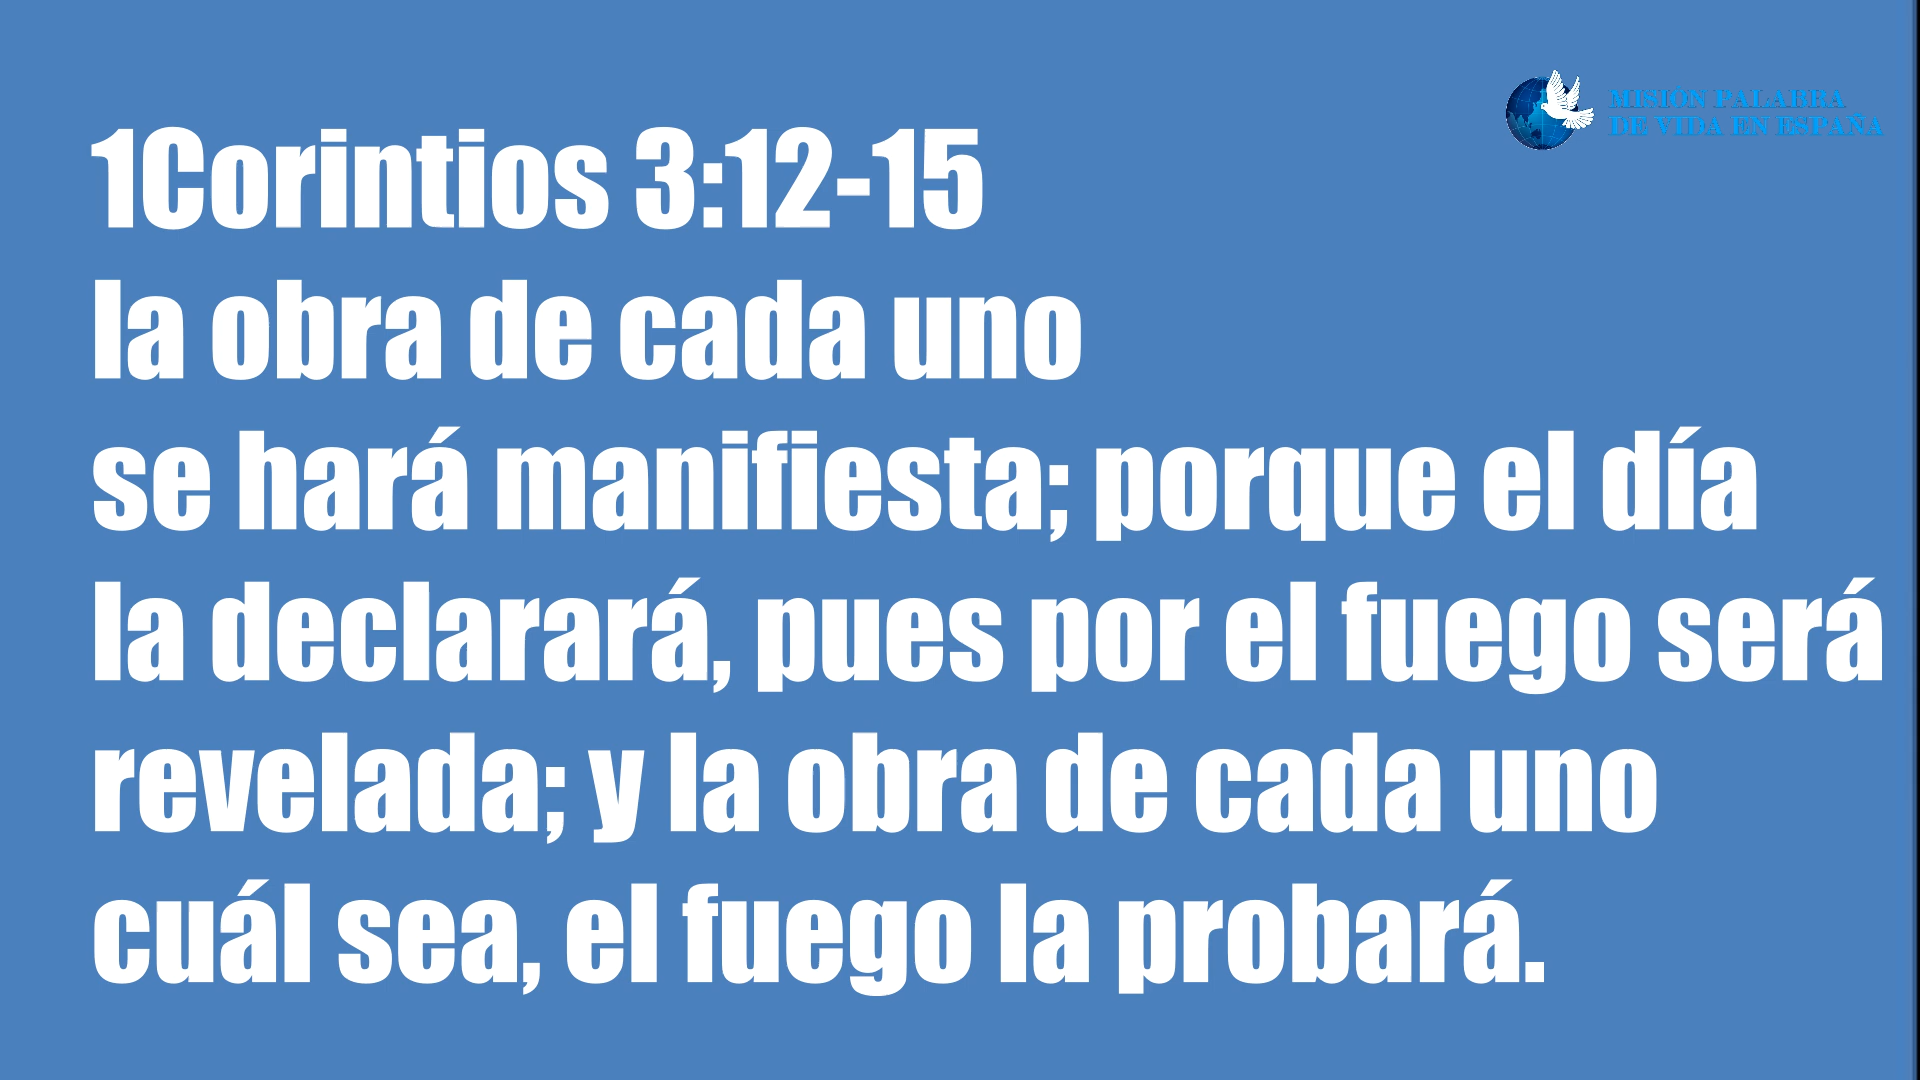 MISIÓN PALABRA
DE VIDA EN ESPAÑA
1Corintios 3:12-15
la obra de cada uno
se hará manifiesta; porque el día
la declarará, pues por el fuego será
revelada; y la obra de cada uno
cuál sea, el fuego la probará.